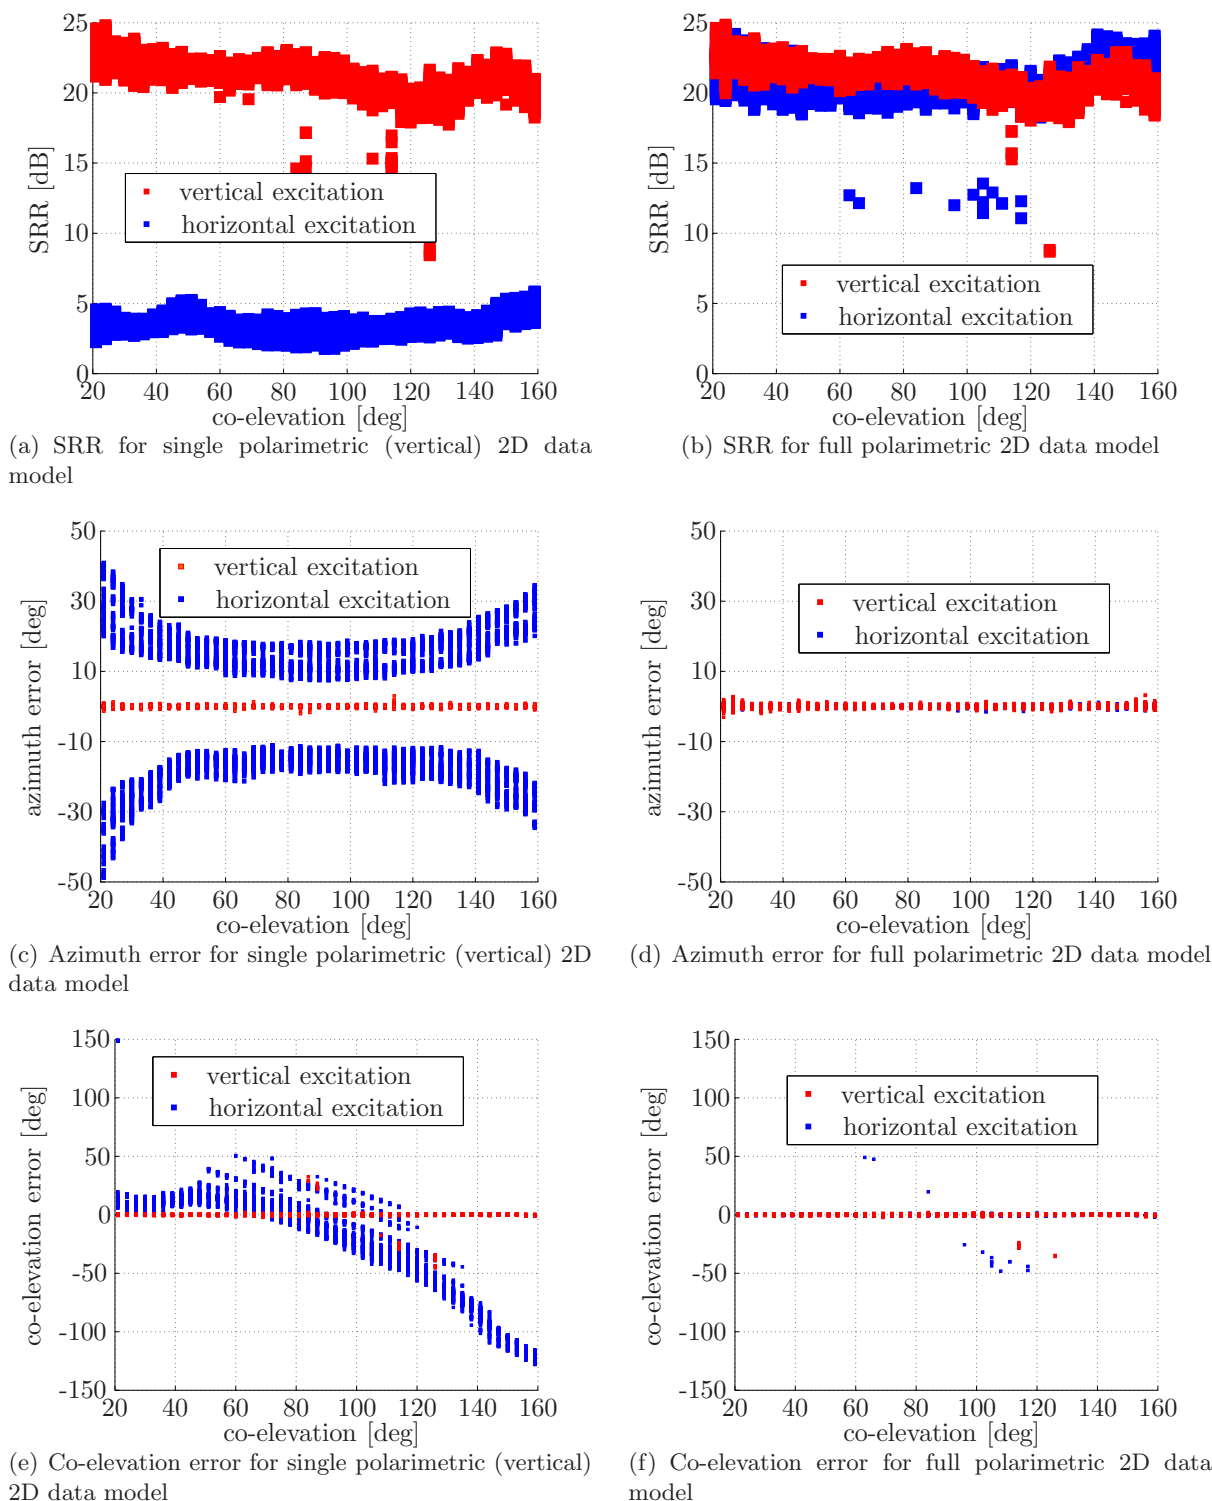 25
20
15
10
5
0
SRR [dB]
vertical excitation
horizontal excitation
20 40 60 80 100 120 140 160
co-elevation [deg]
(a) SRR for single polarimetric (vertical) 2D data
model
25
20
15
10
5
0
SRR [dB]
vertical excitation
horizontal excitation
20 40 60 80 100 120 140 160
co-elevation [deg]
(b) SRR for full polarimetric 2D data model
50
30
10
-10
-30
-50
azimuth error [deg]
vertical excitation
horizontal excitation
20 40 60 80 100 120 140 160
co-elevation [deg]
(c) Azimuth error for single polarimetric (vertical) 2D
data model
50
30
10
-10
-30
-50
azimuth error [deg]
vertical excitation
horizontal excitation
20 40 60 80 100 120 140 160
co-elevation [deg]
(d) Azimuth error for full polarimetric 2D data model
150
100
50
0
-50
-100
-150
co-elevation error [deg]
vertical excitation
horizontal excitation
20 40 60 80 100 120 140 160
co-elevation [deg]
(e) Co-elevation error for single polarimetric (vertical)
2D data model
150
100
50
0
-50
-100
-150
co-elevation error [deg]
vertical excitation
horizontal excitation
20 40 60 80 100 120 140 160
co-elevation [deg]
(f) Co-elevation error for full polarimetric 2D data
model